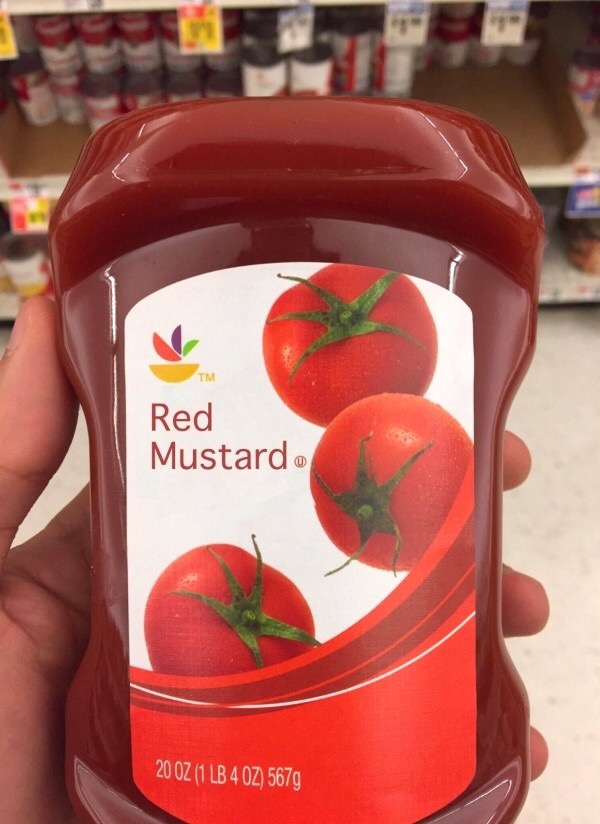 TM
Red
Mustard U
20 OZ (1 LB 4 OZ) 567g